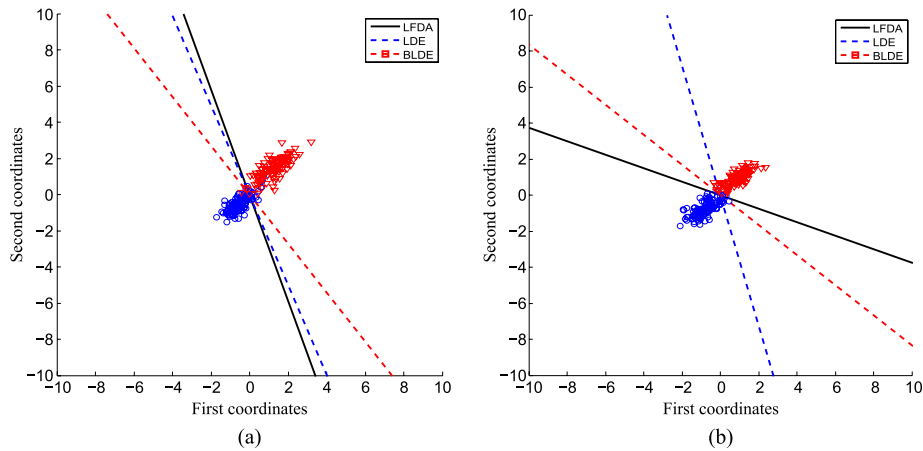 10
8
6
4
2
0
−2
−4
−6
−8
−10
Second coordinates
−10 −8 −6 −4 −2 0 2 4 6 8 10
First coordinates
LFDA
LDE
BLDE
(a)
10
8
6
4
2
0
−2
−4
−6
−8
−10
Second coordinates
−10 −8 −6 −4 −2 0 2 4 6 8 10
First coordinates
LFDA
LDE
BLDE
(b)